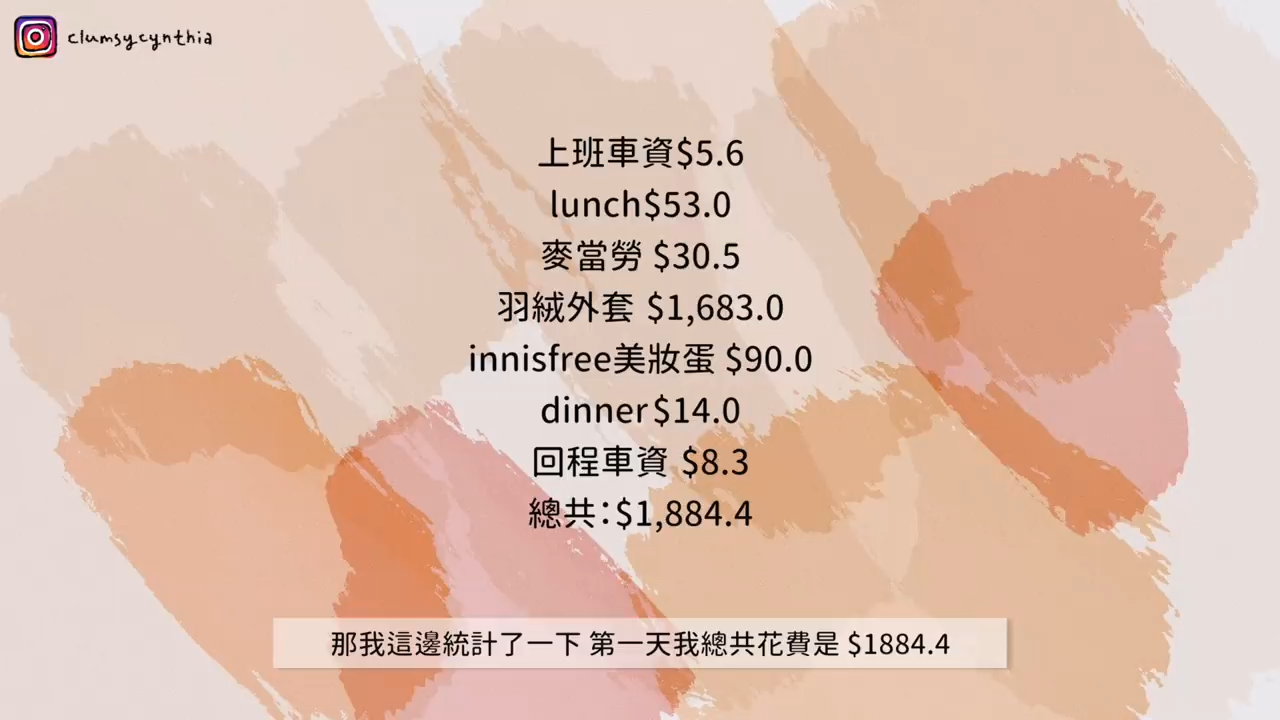 clumsy.cynthia
上班車資$5.6
lunch$53.0
麥當勞 $30.5
羽絨外套 $1,683.0
innisfree美妝蛋 $90.0
dinner$14.0
回程車資 $8.3
總共：$1,884.4
那我這邊統計了一下 第一天我總共花費是 $1884.4